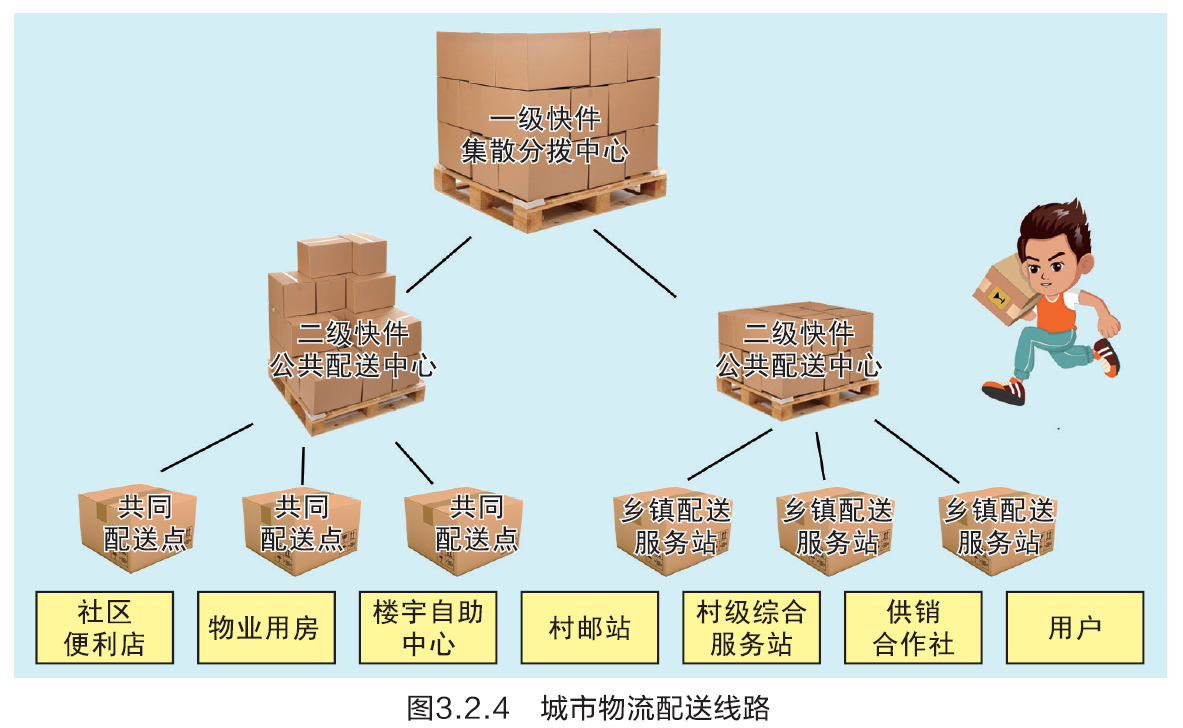 一级快件
集散分拨中心
二级快件
公共配送中心
二级快件
公共配送中心
共同
配送点
共同
配送点
共同
配送点
乡镇配送
服务站
乡镇配送
服务站
乡镇配送
服务站
社区
便利店
物业用房
楼宇自助
中心
村邮站
村级综合
服务站
供销
合作社
用户
图3.2.4 城市物流配送线路